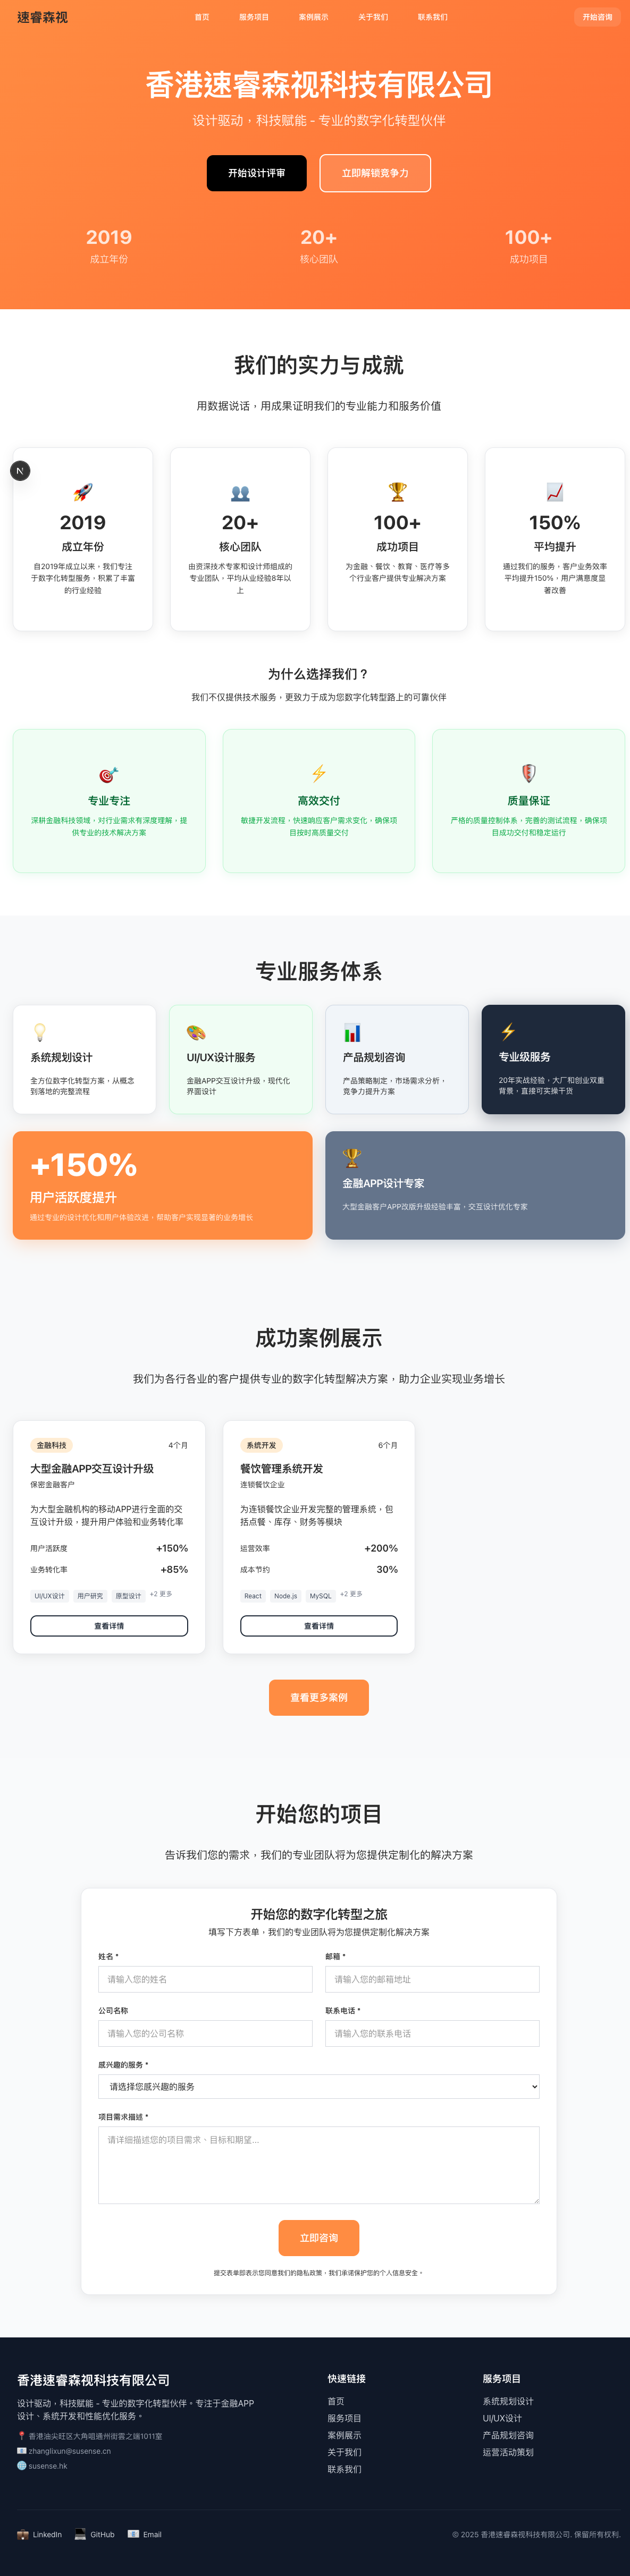 速睿森视
首页
服务项目
案例展示
关于我们
联系我们
开始咨询
香港速睿森视科技有限公司
设计驱动，科技赋能 - 专业的数字化转型伙伴
开始设计评审
立即解锁竞争力
2019
成立年份
20+
核心团队
100+
成功项目
我们的实力与成就
用数据说话，用成果证明我们的专业能力和服务价值
N
2019
成立年份
自2019年成立以来，我们专注
于数字化转型服务，积累了丰富
的行业经验
20+
核心团队
由资深技术专家和设计师组成的
专业团队，平均从业经验8年以
上
100+
成功项目
为金融、餐饮、教育、医疗等多
个行业客户提供专业解决方案
150%
平均提升
通过我们的服务，客户业务效率
平均提升150%，用户满意度显
著改善
为什么选择我们？
我们不仅提供技术服务，更致力于成为您数字化转型路上的可靠伙伴
专业专注
深耕金融科技领域，对行业需求有深度理解，提
供专业的技术解决方案
高效交付
敏捷开发流程，快速响应客户需求变化，确保项
目按时高质量交付
质量保证
严格的质量控制体系，完善的测试流程，确保项
目成功交付和稳定运行
专业服务体系
系统规划设计
全方位数字化转型方案，从概念
到落地的完整流程
UI/UX设计服务
金融APP交互设计升级，现代化
界面设计
产品规划咨询
产品策略制定，市场需求分析，
竞争力提升方案
专业级服务
20年实战经验，大厂和创业双重
背景，直接可实操干货
+150%
用户活跃度提升
通过专业的设计优化和用户体验改进，帮助客户实现显著的业务增长
金融APP设计专家
大型金融客户APP改版升级经验丰富，交互设计优化专家
成功案例展示
我们为各行各业的客户提供专业的数字化转型解决方案，助力企业实现业务增长
金融科技
4个月
大型金融APP交互设计升级
保密金融客户
为大型金融机构的移动APP进行全面的交
互设计升级，提升用户体验和业务转化率
用户活跃度
+150%
业务转化率
+85%
UI/UX设计
用户研究
原型设计
+2 更多
查看详情
系统开发
6个月
餐饮管理系统开发
连锁餐饮企业
为连锁餐饮企业开发完整的管理系统，包
括点餐、库存、财务等模块
运营效率
+200%
成本节约
30%
React
Node.js
MySQL
+2 更多
查看详情
查看更多案例
开始您的项目
告诉我们您的需求，我们的专业团队将为您提供定制化的解决方案
开始您的数字化转型之旅
填写下方表单，我们的专业团队将为您提供定制化解决方案
姓名 *
邮箱 *
请输入您的姓名
请输入您的邮箱地址
公司名称
联系电话 *
请输入您的公司名称
请输入您的联系电话
感兴趣的服务 *
请选择您感兴趣的服务
项目需求描述 *
请详细描述您的项目需求、目标和期望...
立即咨询
提交表单即表示您同意我们的隐私政策，我们承诺保护您的个人信息安全。
香港速睿森视科技有限公司
设计驱动，科技赋能 - 专业的数字化转型伙伴。专注于金融APP
设计、系统开发和性能优化服务。
香港油尖旺区大角咀通州街雲之端1011室
zhanglixun@susense.cn
susense.hk
快速链接
首页
服务项目
案例展示
关于我们
联系我们
服务项目
系统规划设计
UI/UX设计
产品规划咨询
运营活动策划
LinkedIn
GitHub
Email
© 2025 香港速睿森视科技有限公司. 保留所有权利.